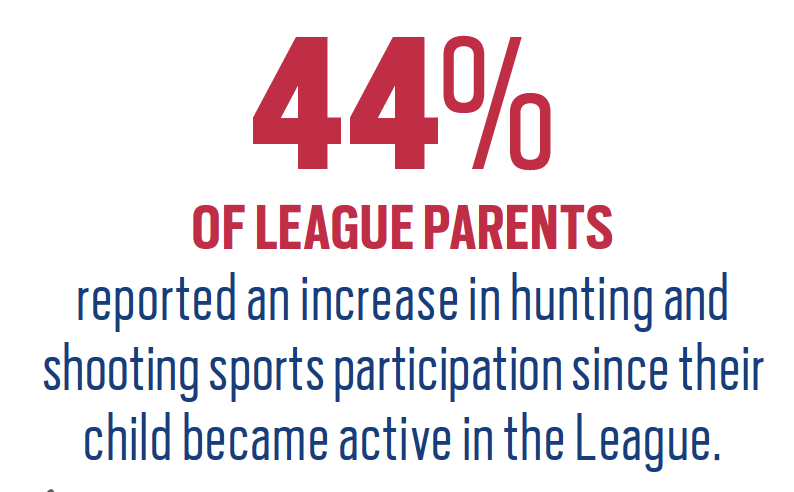 44%
OF LEAGUE PARENTS
reported an increase in hunting and
shooting sports participation since their
child became active in the League.